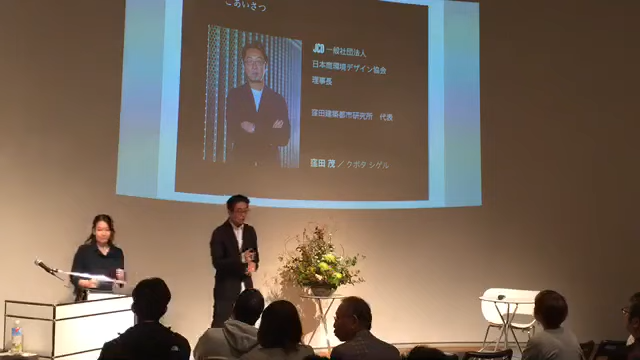 ごあいさつ
JCD 一般社団法人
日本商環境デザイン協会
理事長
窪田建築都市研究所 代表
窪田 茂／クボタ シゲル